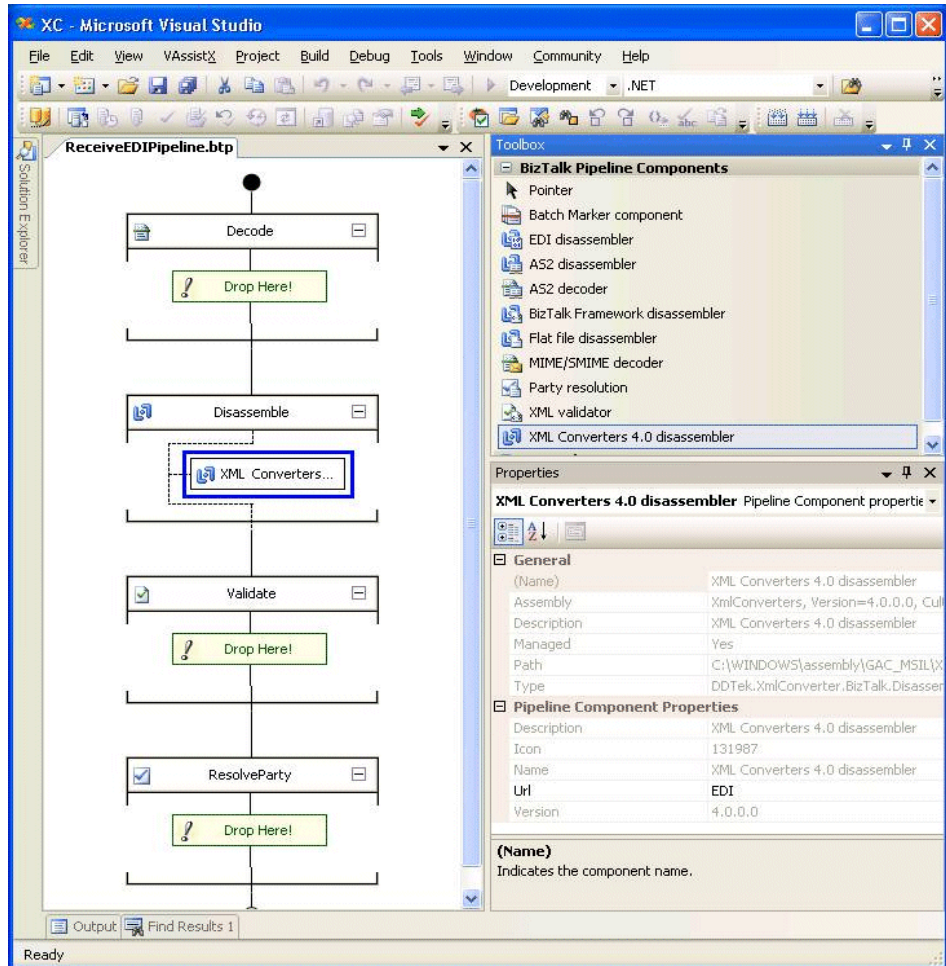 XC - Microsoft Visual Studio
File Edit View VAssistX Project Build Debug Tools Window Community Help
Development .NET
Solution Explorer
ReceiveEDIPipeline.btp
Decode
Drop Here!
Disassemble
XML Converters...
Validate
Drop Here!
ResolveParty
Drop Here!
Toolbox
BizTalk Pipeline Components
Pointer
Batch Marker component
EDI disassembler
AS2 disassembler
AS2 decoder
BizTalk Framework disassembler
Flat file disassembler
MIME/SMIME decoder
Party resolution
XML validator
XML Converters 4.0 disassembler
Properties
XML Converters 4.0 disassembler Pipeline Component propertie
General
(Name) XML Converters 4.0 disassembler
Assembly XmlConverters, Version=4.0.0.0, Cul
Description XML Converters 4.0 disassembler
Managed Yes
Path C:\WINDOWS\assembly\GAC_MSIL\X
Type DDTek.XmlConverter.BizTalk.Disasser
Pipeline Component Properties
Description XML Converters 4.0 disassembler
Icon 131987
Name XML Converters 4.0 disassembler
Url EDI
Version 4.0.0.0
(Name)
Indicates the component name.
Output Find Results 1
Ready